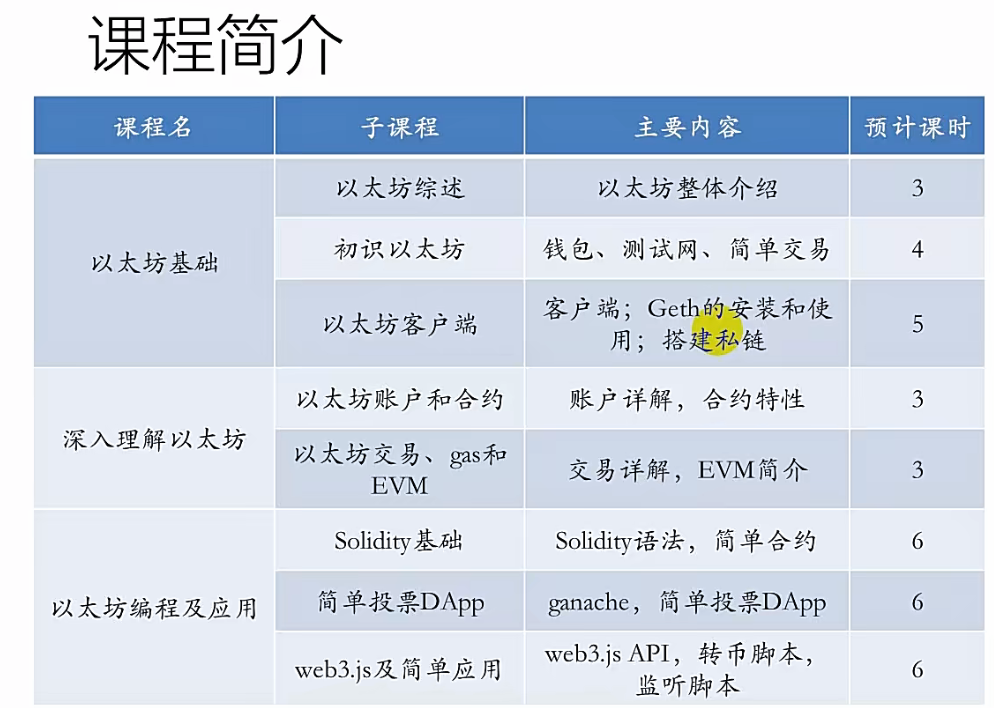 课程简介
课程名 子课程 主要内容 预计课时
以太坊基础
以太坊综述 以太坊整体介绍 3
初识以太坊 钱包、测试网、简单交易 4
以太坊客户端 客户端；Geth的安装和使
用；搭建私链 5
深入理解以太坊
以太坊账户和合约 账户详解，合约特性 3
以太坊交易、gas和
EVM 交易详解，EVM简介 3
以太坊编程及应用
Solidity基础 Solidity语法，简单合约 6
简单投票DApp ganache，简单投票DApp 6
web3.js及简单应用 web3.js API，转币脚本，
监听脚本 6